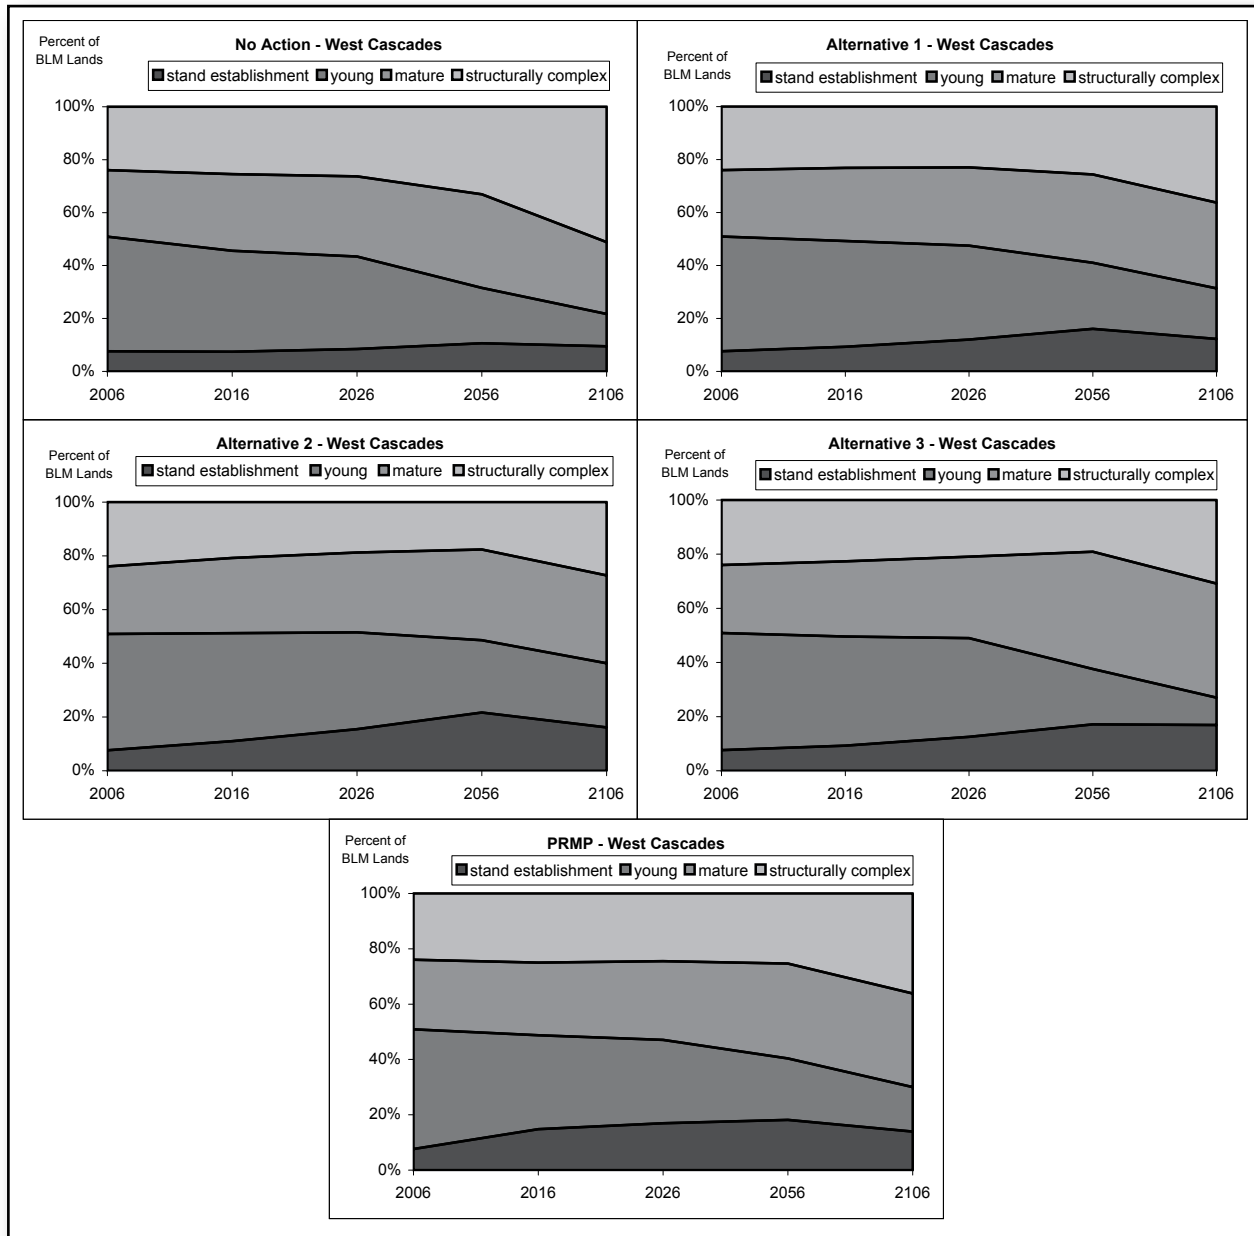 Percent of
BLM Lands
No Action - West Cascades
stand establishment young mature structurally complex
100%
80%
60%
40%
20%
0%
2006 2016 2026 2056 2106
Percent of
BLM Lands
Alternative 1 - West Cascades
stand establishment young mature structurally complex
100%
80%
60%
40%
20%
0%
2006 2016 2026 2056 2106
Percent of
BLM Lands
Alternative 2 - West Cascades
stand establishment young mature structurally complex
100%
80%
60%
40%
20%
0%
2006 2016 2026 2056 2106
Percent of
BLM Lands
Alternative 3 - West Cascades
stand establishment young mature structurally complex
100%
80%
60%
40%
20%
0%
2006 2016 2026 2056 2106
Percent of
BLM Lands
PRMP - West Cascades
stand establishment young mature structurally complex
100%
80%
60%
40%
20%
0%
2006 2016 2026 2056 2106